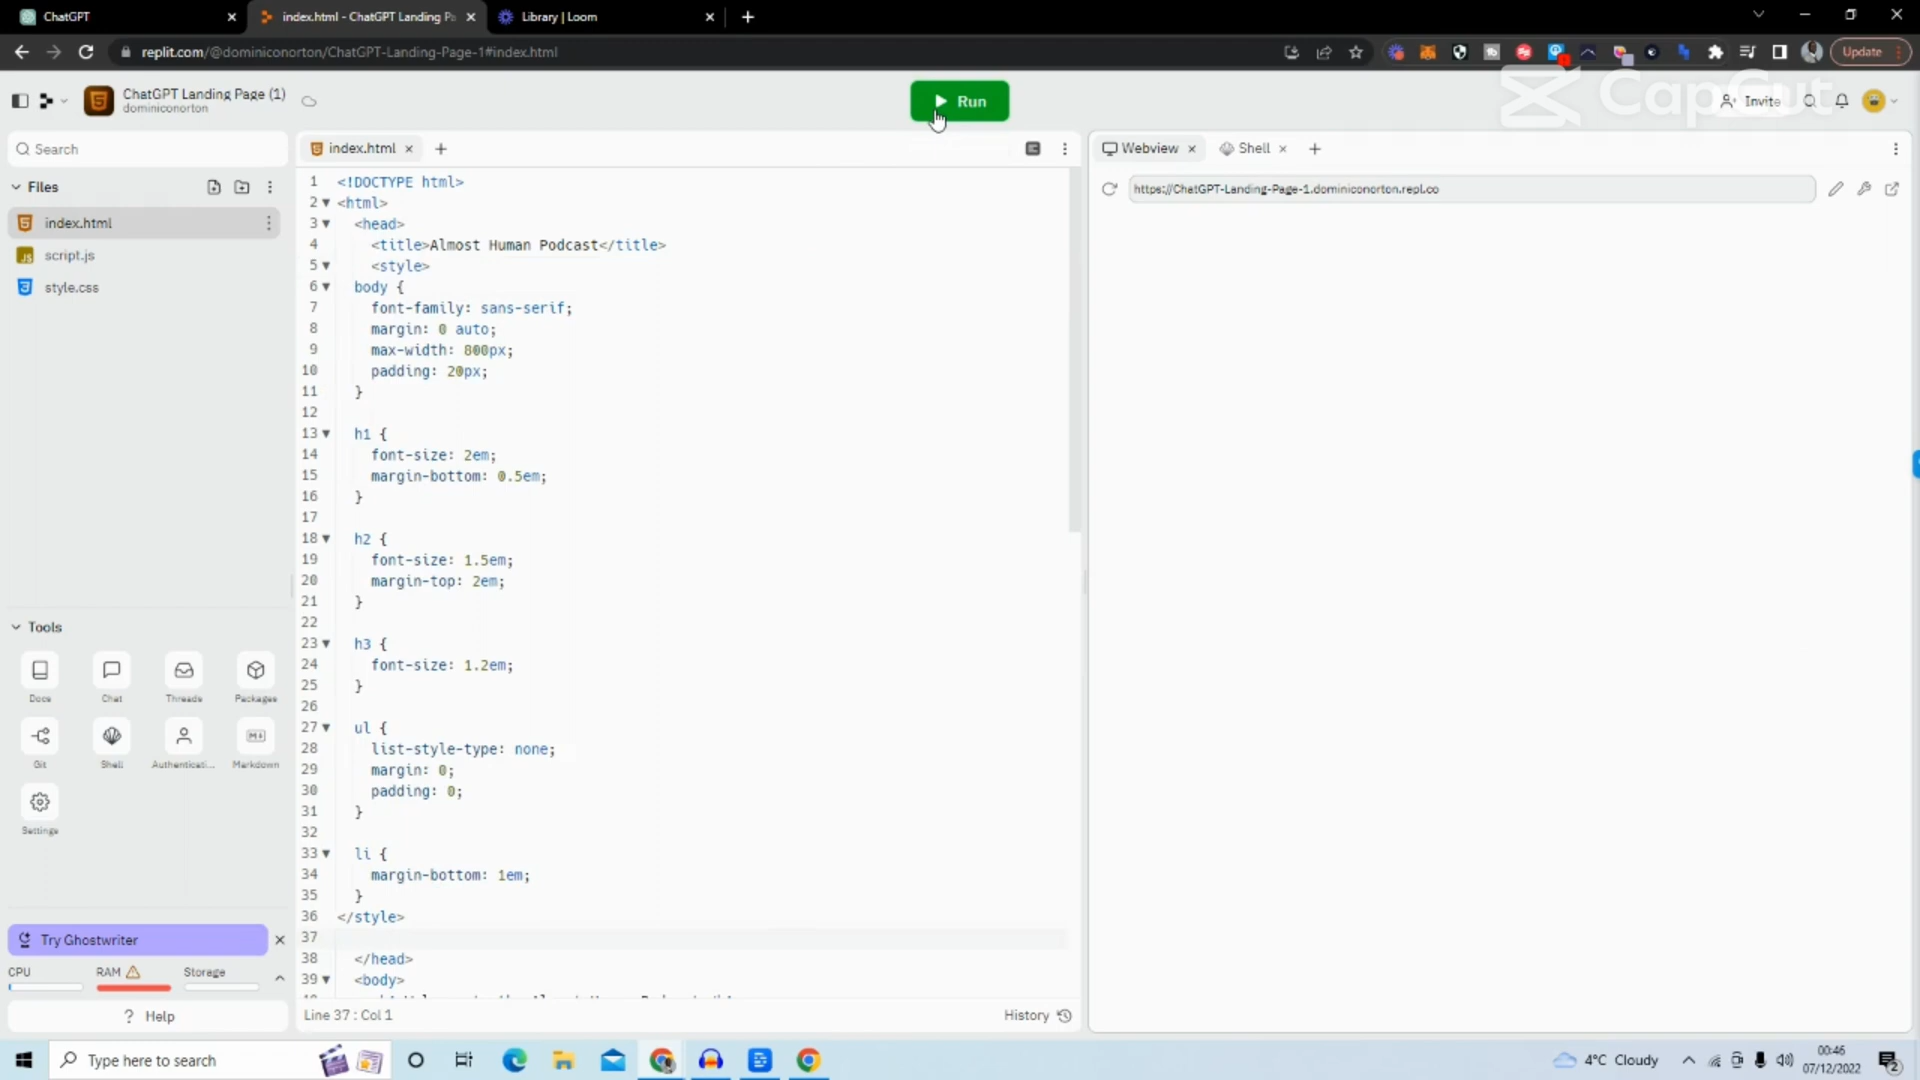 ChatGPT
index.html - ChatGPT Landing Pa
Library | Loom
replit.com/@dominiconorton/ChatGPT-Landing-Page-1#index.html
Update
ChatGPT Landing Page (1)
dominiconorton
Run
CapCut
Invite
Search
index.html
Webview
Shell
Files
https://ChatGPT-Landing-Page-1.dominiconorton.repl.co
index.html
script.js
style.css
1 <!DOCTYPE html>
2 <html>
3 <head>
4 <title>Almost Human Podcast</title>
5 <style>
6 body {
7 font-family: sans-serif;
8 margin: 0 auto;
9 max-width: 800px;
10 padding: 20px;
11 }
12
13 h1 {
14 font-size: 2em;
15 margin-bottom: 0.5em;
16 }
17
18 h2 {
19 font-size: 1.5em;
20 margin-top: 2em;
21 }
22
23 h3 {
24 font-size: 1.2em;
25 }
26
27 ul {
28 list-style-type: none;
29 margin: 0;
30 padding: 0;
31 }
32
33 li {
34 margin-bottom: 1em;
35 }
36 </style>
37
38 </head>
39 <body>
Line 37 : Col 1
History
Tools
Docs
Chat
Threads
Packages
Git
Shell
Authenticati...
Markdown
Settings
Try Ghostwriter
CPU
RAM
Storage
? Help
Type here to search
4°C Cloudy
00:46
07/12/2022
2